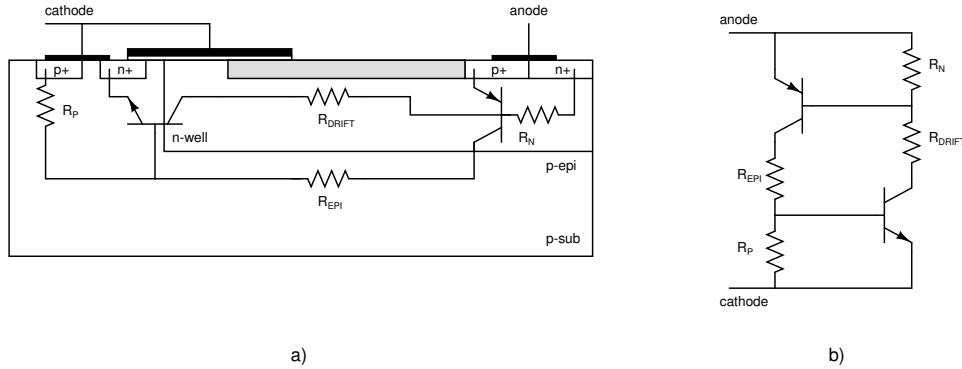 cathode
anode
p+
n+
p+
n+
R_P
R_DRIFT
R_N
n-well
p-epi
R_EPI
p-sub
a)
anode
R_N
R_DRIFT
R_EPI
R_P
cathode
b)